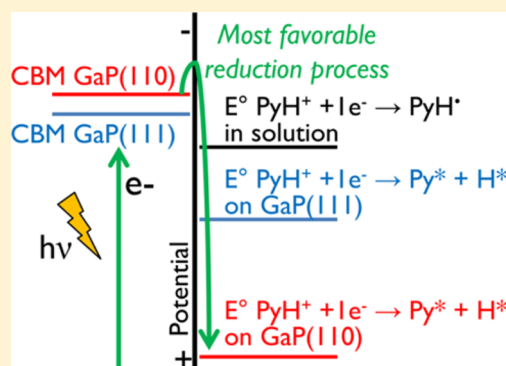 -
Most favorable
reduction process
CBM GaP(110)
CBM GaP(111)
E° PyH⁺ +1e⁻ → PyH•
in solution
e-
E° PyH⁺ +1e⁻ → Py* + H*
on GaP(111)
hν
Potential
E° PyH⁺ +1e⁻ → Py* + H*
on GaP(110)
+